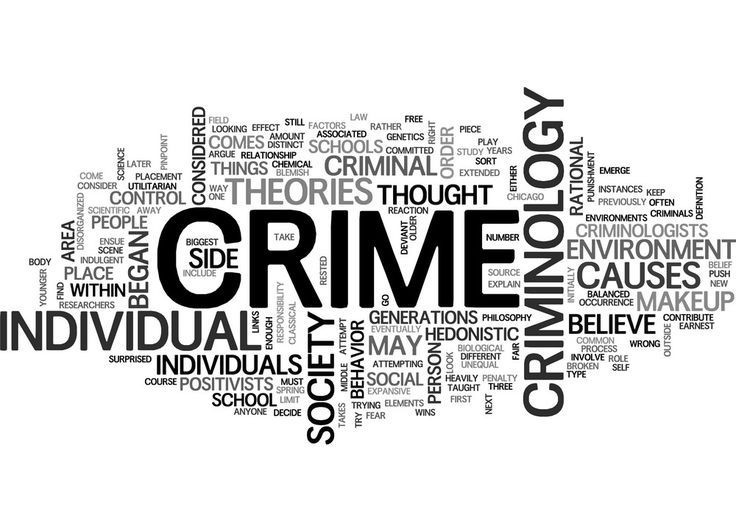 FIELD
STILL
LAW
FREE
LOOKING
EFFECT
FACTORS
RATHER
PIECE
CONSIDERED
AMOUNT
ASSOCIATED
GENETICS
RIGHT
PLAY
COMES
DISTINCT
SCHOOLS
COMMITTED
ORDER
STUDY
YEARS
SCIENCE
LATER
PINPOINT
ARGUE
RELATIONSHIP
THINGS
CHEMICAL
BLEMISH
CRIMINAL
BIOLOGICAL
SORT
EXTENDED
COME
PLACEMENT
CONSIDER
UTILITARIAN
WAY
ONE
THEORIES
THOUGHT
EITHER
CHICAGO
CRIMINOLOGY
RATIONAL
PUNISHMENT
EMERGE
INSTANCES
KEEP
PREVIOUSLY
OFTEN
ENVIRONMENTS
CRIMINALS
DEFINITION
DISORGANIZED
SCIENTIFIC
AWAY
CONTROL
PEOPLE
AREA
ENSUE
SCENE
BODY
INDULGENT
YOUNGER
FIND
PLACE
WITHIN
RESEARCHERS
BEGAN
BIGGEST
SIDE
INCLUDE
TAKE
CRIME
RESTED
REACTION
DEVIANT
OLDER
NUMBER
SOURCE
EXPLAIN
INITIALLY
CRIMINOLOGISTS
ENVIRONMENT
CAUSES
BELIEF
PUSH
NEW
BALANCED
OCCURRENCE
MAKEUP
OUTSIDE
CONTRIBUTE
EARNEST
INDIVIDUAL
LINKS
ENOUGH
RESPONSIBILITY
CLASSICAL
SOCIETY
GO
GENERATIONS
PHILOSOPHY
EVENTUALLY
HEDONISTIC
BELIEVE
COMMON
PROCESS
WRONG
SURPRISED
INDIVIDUALS
MIDDLE
ATTEMPT
BEHAVIOR
MAY
ATTEMPTING
PERSON
BIOLOGY
LOOK
DIFFERENT
UNEQUAL
FAIR
INVOLVE
ROLE
BROKEN
SELF
TYPE
COURSE
POSITIVISTS
MUST
SPRING
SOCIAL
EXPANSIVE
HEAVILY
PENALTY
TAUGHT
THREE
SCHOOL
LIMIT
TAKES
TRYING
ELEMENTS
FIRST
NEXT
ANYONE
DECIDE
TRY
FEAR
WINS